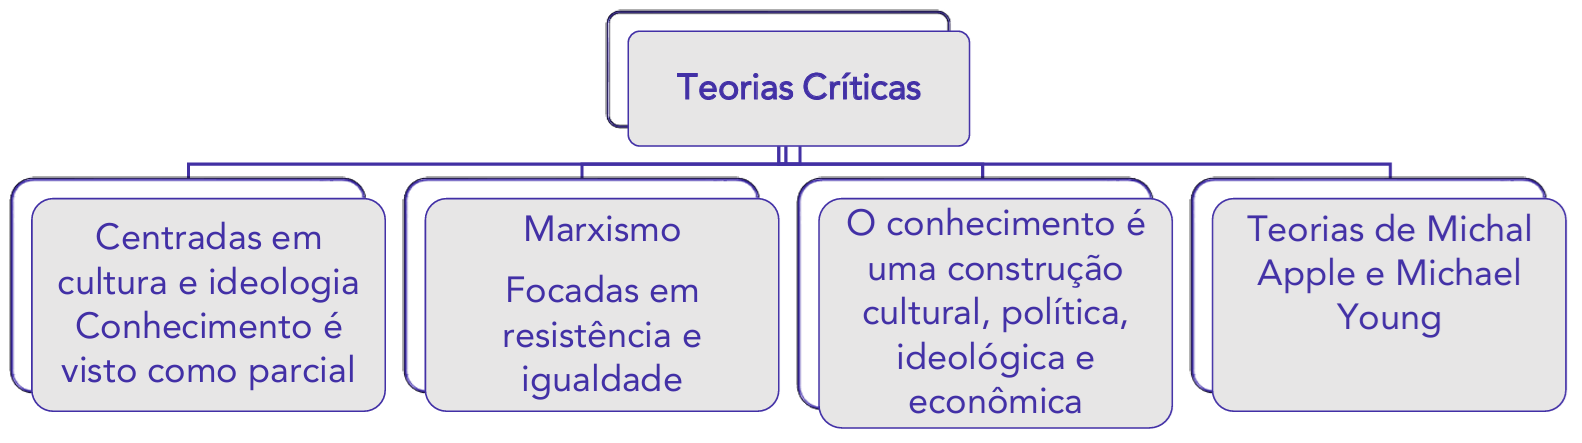 Teorias Críticas
Centradas em
cultura e ideologia
Conhecimento é
visto como parcial
Marxismo
Focadas em
resistência e
igualdade
O conhecimento é
uma construção
cultural, política,
ideológica e
econômica
Teorias de Michal
Apple e Michael
Young